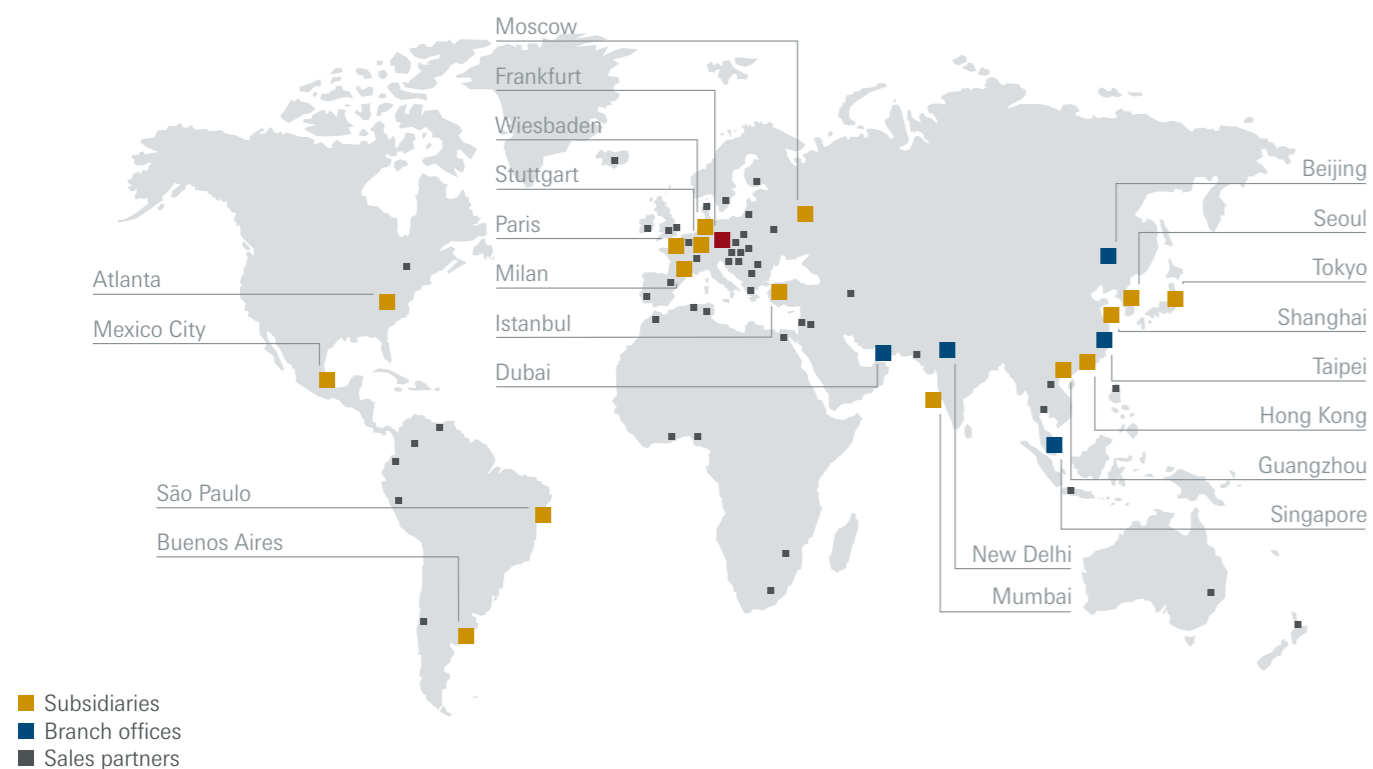 Moscow
Frankfurt
Wiesbaden
Stuttgart
Paris
Milan
Istanbul
Dubai
Atlanta
Mexico City
São Paulo
Buenos Aires
Beijing
Seoul
Tokyo
Shanghai
Taipei
Hong Kong
Guangzhou
Singapore
New Delhi
Mumbai
Subsidiaries
Branch offices
Sales partners